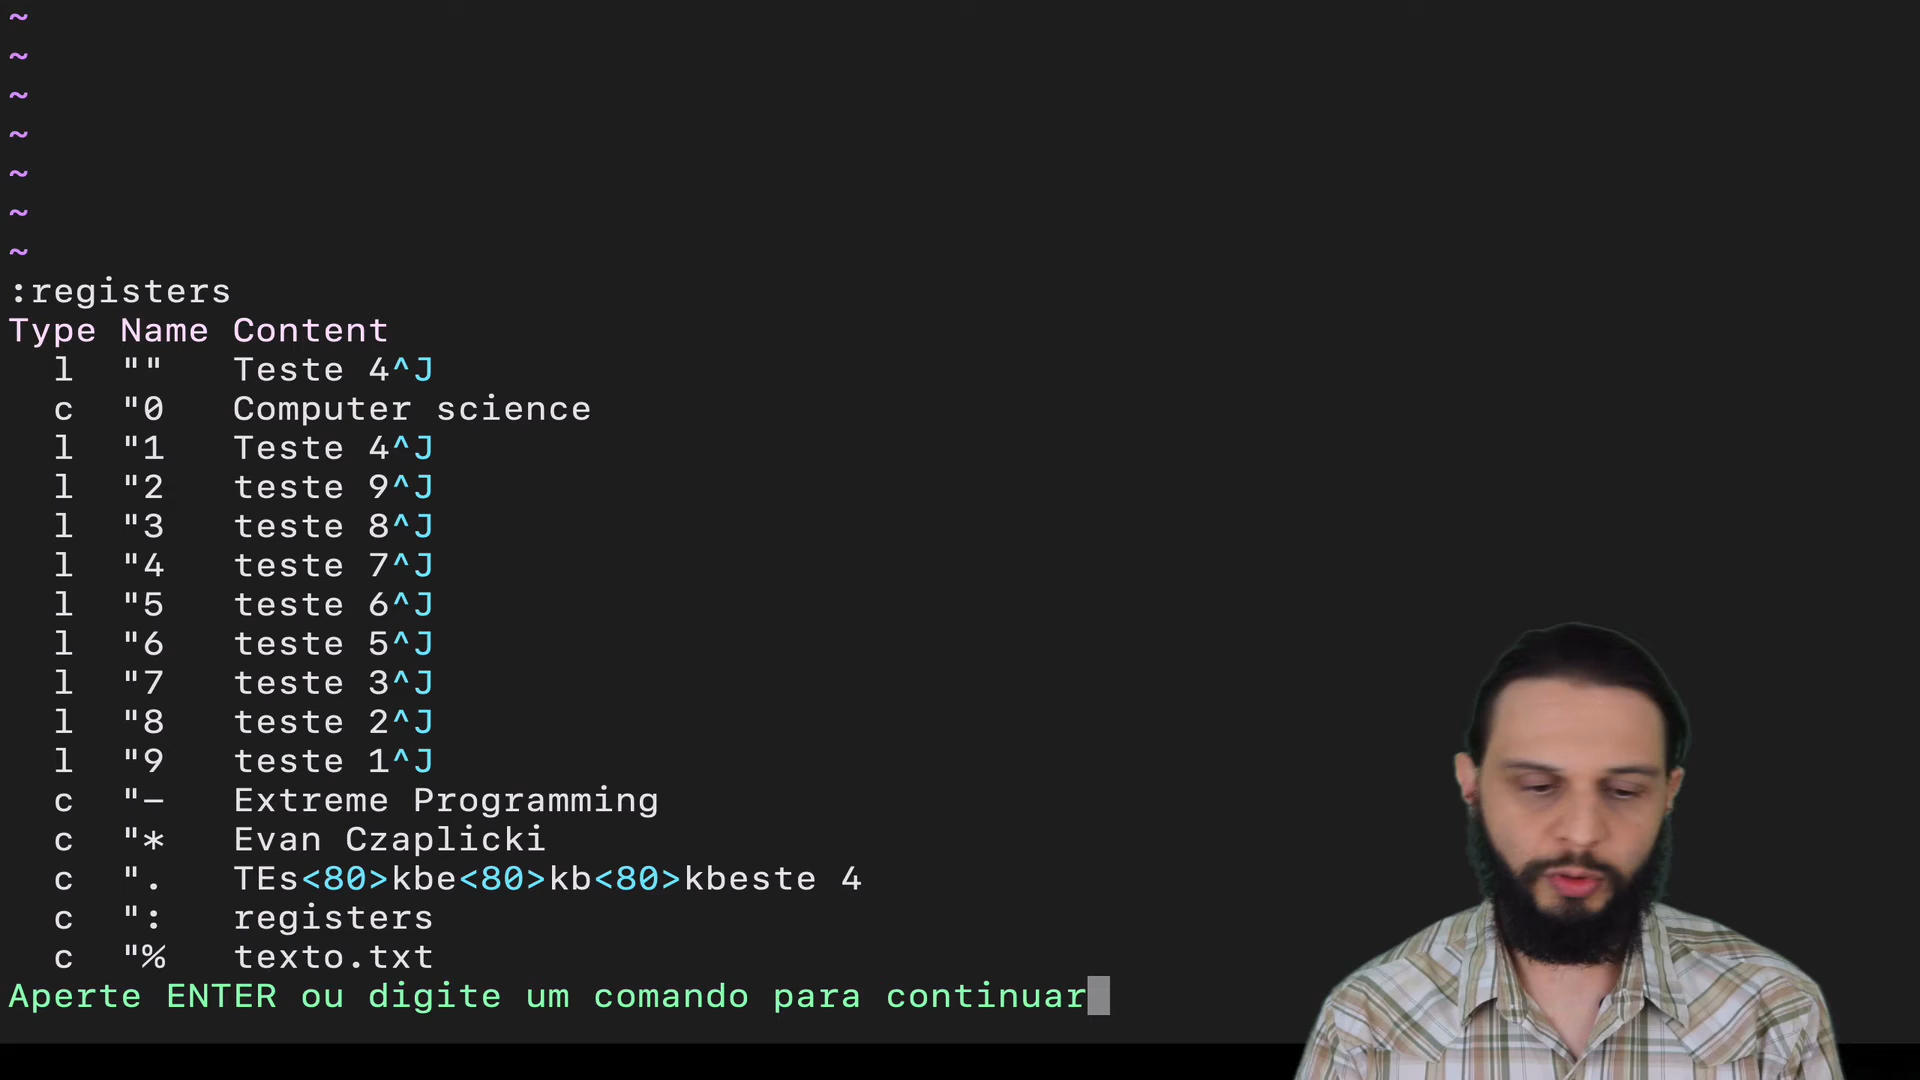 ~
~
~
~
~
~
~
:registers
Type Name Content
  l  ""   Teste 4^J
  c  "0   Computer science
  l  "1   Teste 4^J
  l  "2   teste 9^J
  l  "3   teste 8^J
  l  "4   teste 7^J
  l  "5   teste 6^J
  l  "6   teste 5^J
  l  "7   teste 3^J
  l  "8   teste 2^J
  l  "9   teste 1^J
  c  "-   Extreme Programming
  c  "*   Evan Czaplicki
  c  ".   TEs<80>kbe<80>kb<80>kbeste 4
  c  ":   registers
  c  "%   texto.txt
Aperte ENTER ou digite um comando para continuar